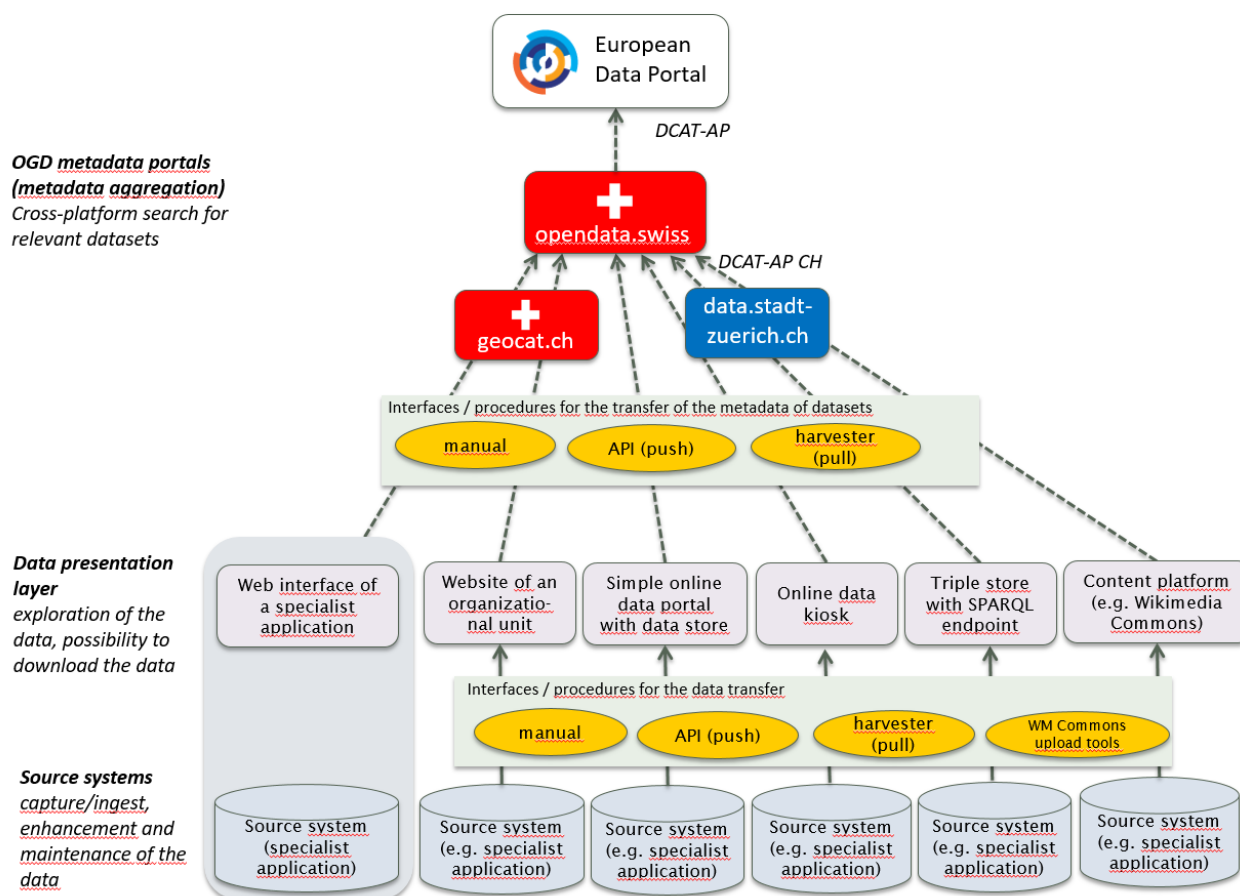 European
Data Portal
DCAT-AP
OGD metadata portals
(metadata aggregation)
Cross-platform search for
relevant datasets
opendata.swiss
DCAT-AP CH
geocat.ch
data.stadt-
zuerich.ch
Interfaces / procedures for the transfer of the metadata of datasets
manual
API (push)
harvester
(pull)
Data presentation
layer
exploration of the
data, possibility to
download the data
Web interface of
a specialist
application
Website of an
organizatio-
nal unit
Simple online
data portal
with data store
Online data
kiosk
Triple store
with SPARQL
endpoint
Content platform
(e.g. Wikimedia
Commons)
Interfaces / procedures for the data transfer
manual
API (push)
harvester
(pull)
WM Commons
upload tools
Source systems
capture/ingest,
enhancement and
maintenance of the
data
Source system
(specialist
application)
Source system
(e.g. specialist
application)
Source system
(e.g. specialist
application)
Source system
(e.g. specialist
application)
Source system
(e.g. specialist
application)
Source system
(e.g. specialist
application)